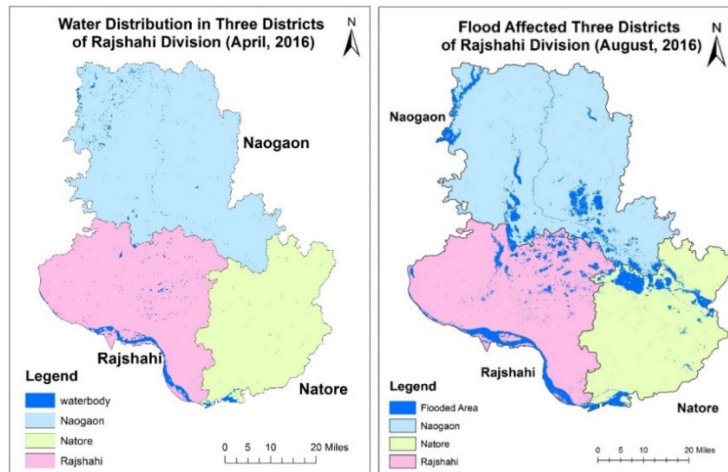 Water Distribution in Three Districts
of Rajshahi Division (April, 2016)
N
Naogaon
Rajshahi
Natore
Legend
waterbody
Naogaon
Natore
Rajshahi
0 5 10 20 Miles
Flood Affected Three Districts
of Rajshahi Division (August, 2016)
N
Naogaon
Rajshahi
Natore
Legend
Flooded Area
Naogaon
Natore
Rajshahi
0 5 10 20 Miles